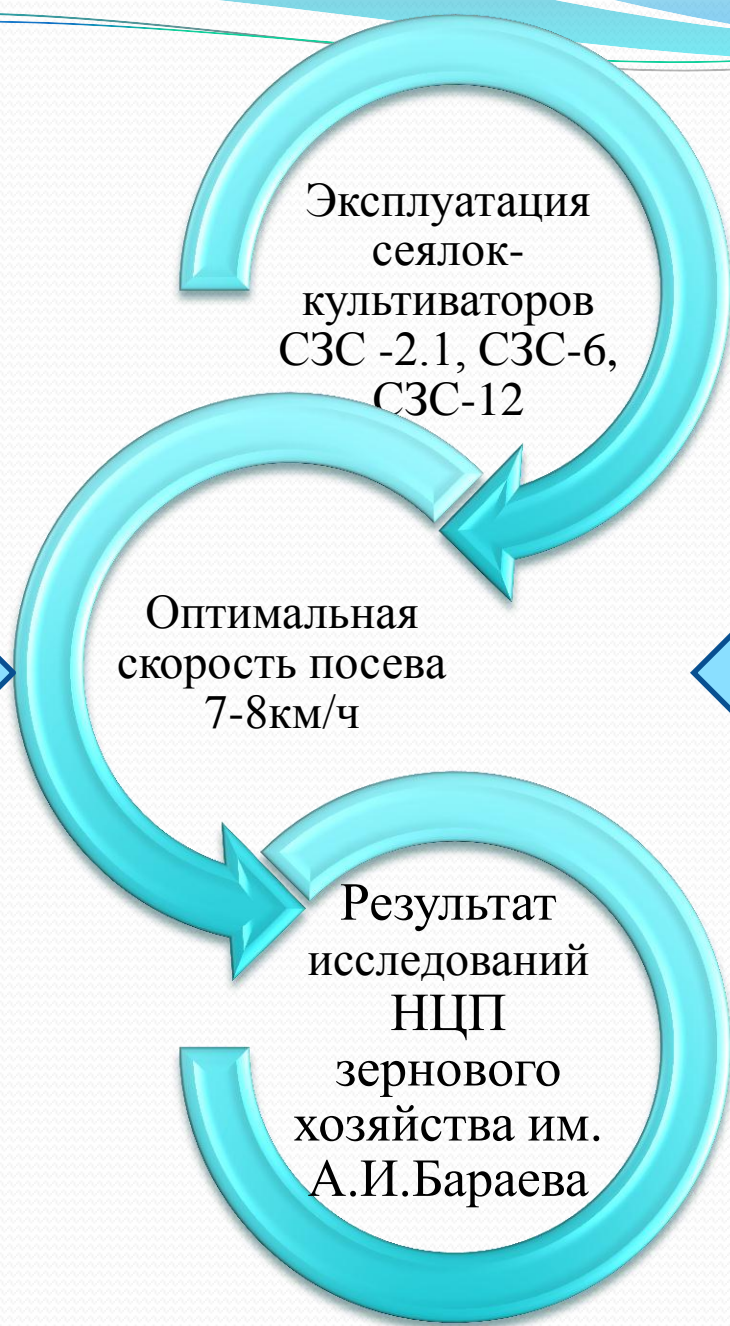 Эксплуатация
сеялок-
культиваторов
СЗС -2.1, СЗС-6,
СЗС-12
Оптимальная
скорость посева
7-8км/ч
Результат
исследований
НЦП
зернового
хозяйства им.
А.И.Бараева